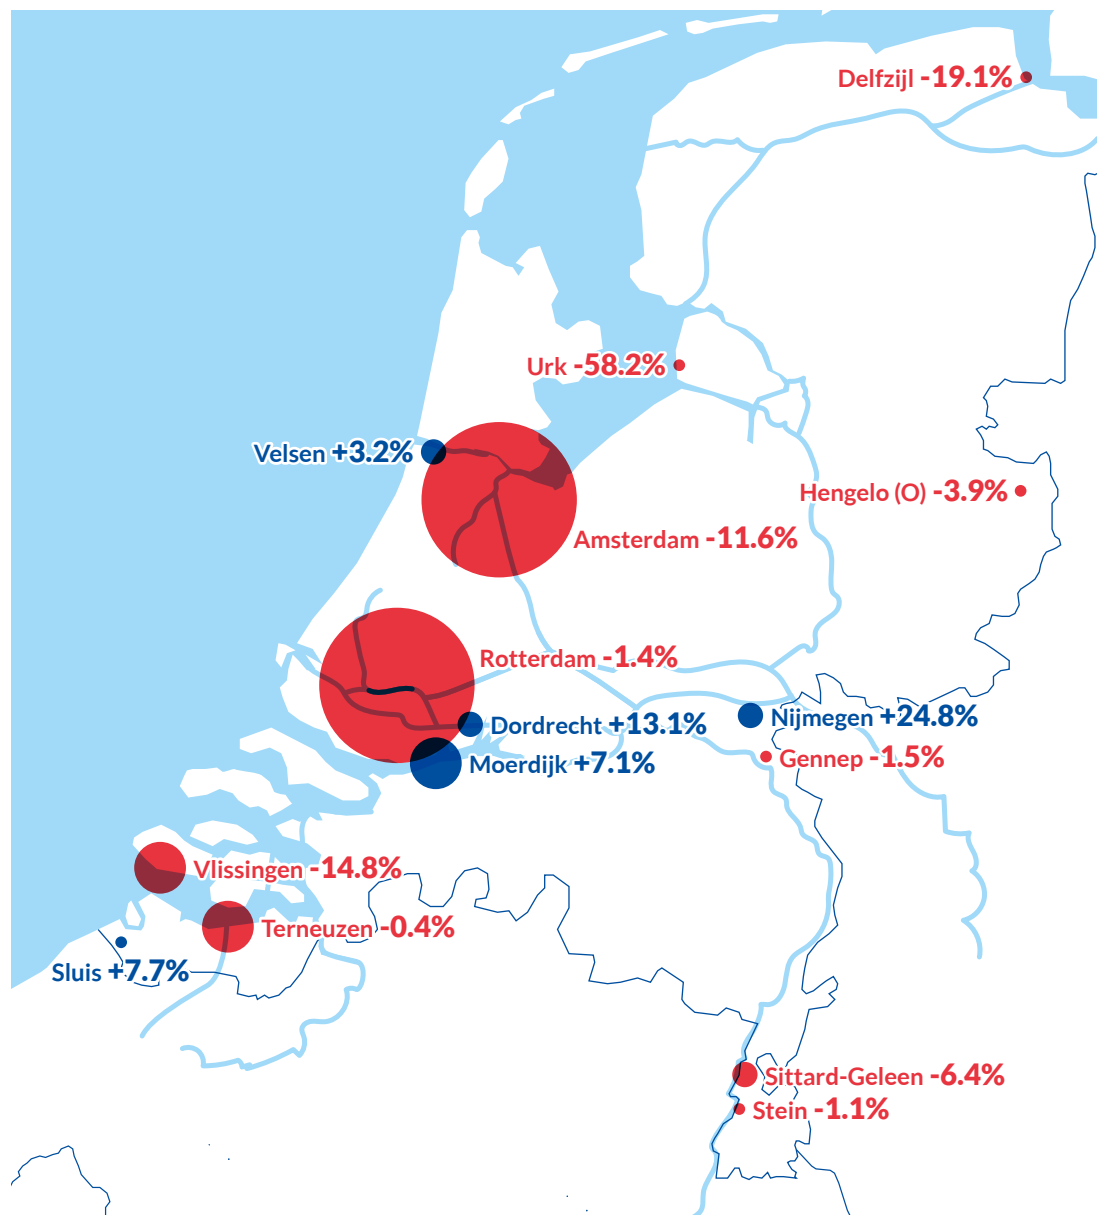 Delfzijl -19.1%
Urk -58.2%
Velsen +3.2%
Hengelo (O) -3.9%
Amsterdam -11.6%
Rotterdam -1.4%
Dordrecht +13.1%
Nijmegen +24.8%
Moerdijk +7.1%
Gennep -1.5%
Vlissingen -14.8%
Terneuzen -0.4%
Sluis +7.7%
Sittard-Geleen -6.4%
Stein -1.1%